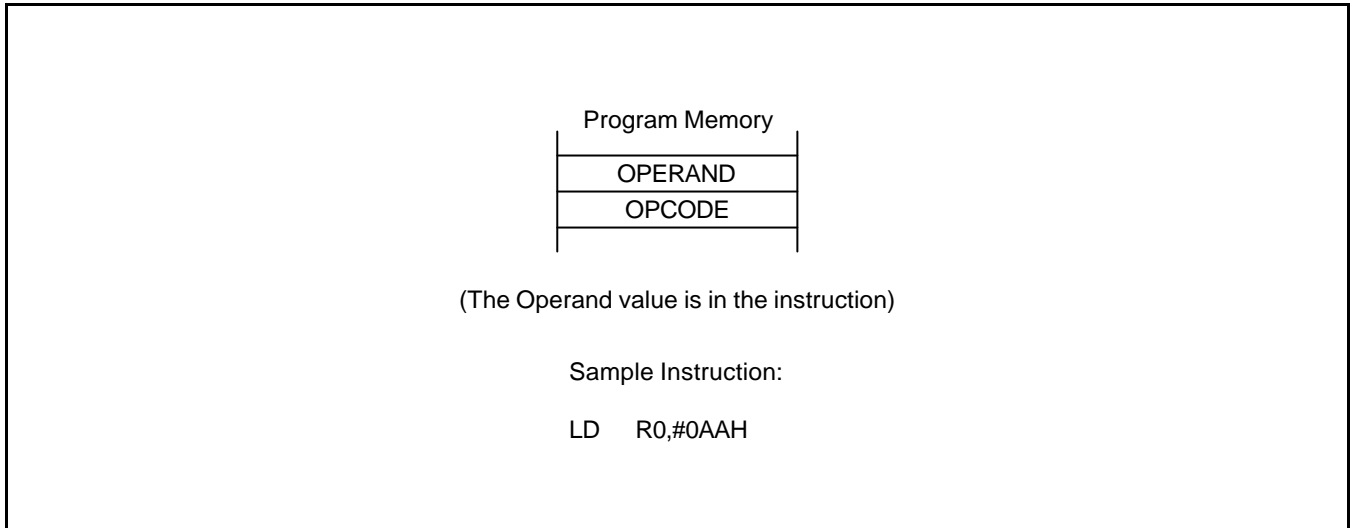 Program Memory
OPERAND
OPCODE
(The Operand value is in the instruction)
Sample Instruction:
LD R0,#0AAH